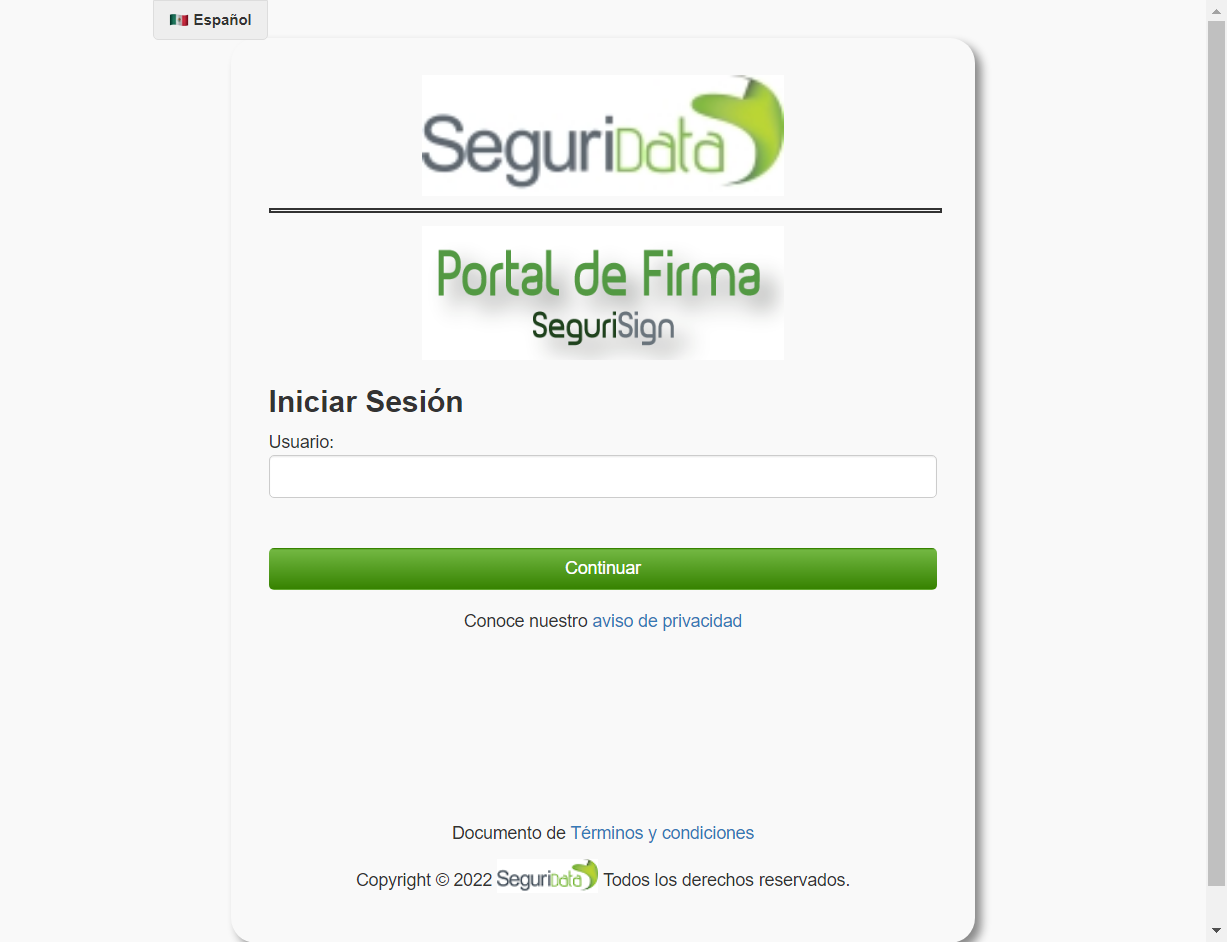 Español
SeguriData
Portal de Firma
SeguriSign
Iniciar Sesión
Usuario:
Continuar
Conoce nuestro aviso de privacidad
Documento de Términos y condiciones
Copyright © 2022 SeguriData Todos los derechos reservados.